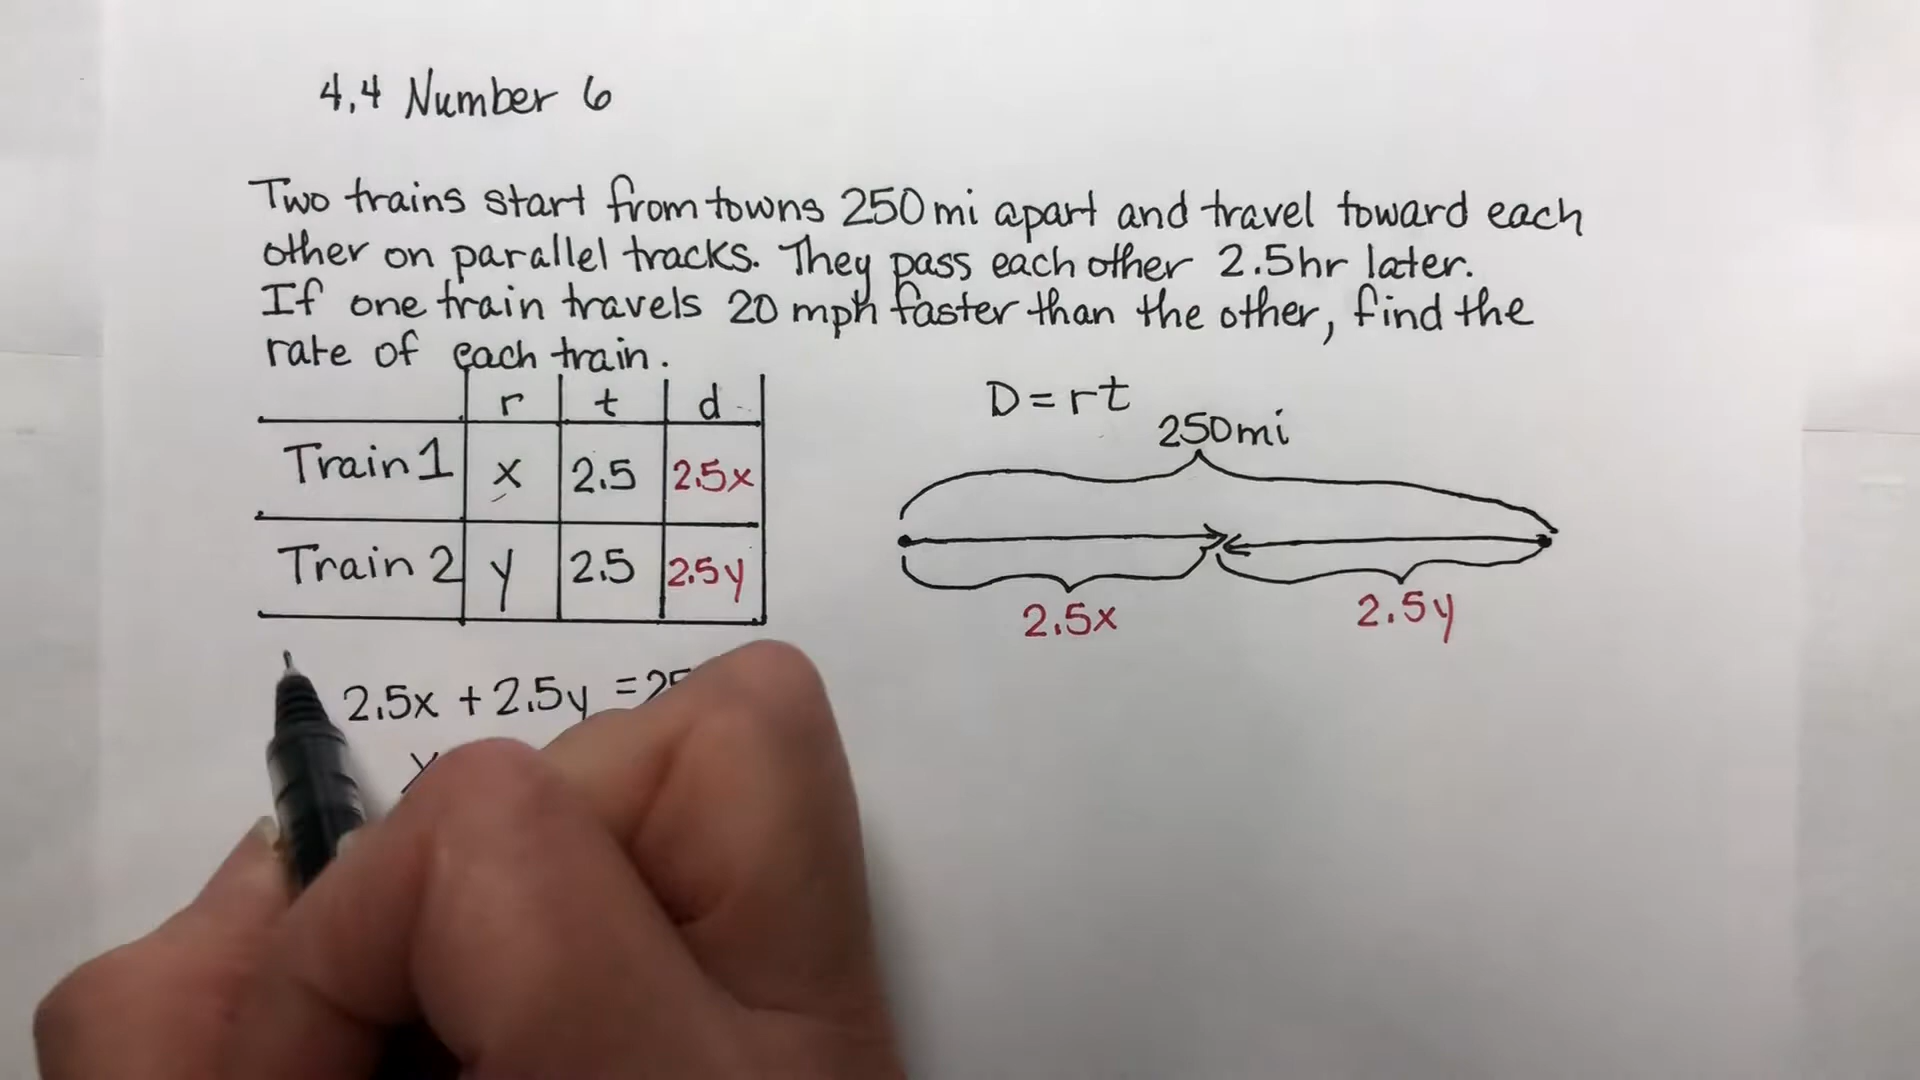 4.4 Number 6
Two trains start from towns 250 mi apart and travel toward each
other on parallel tracks. They pass each other 2.5hr later.
If one train travels 20 mph faster than the other, find the
rate of each train.
r t d
Train 1 x 2.5 2.5x
Train 2 y 2.5 2.5y
D = rt
250mi
2.5x 2.5y
2.5x + 2.5y = 25